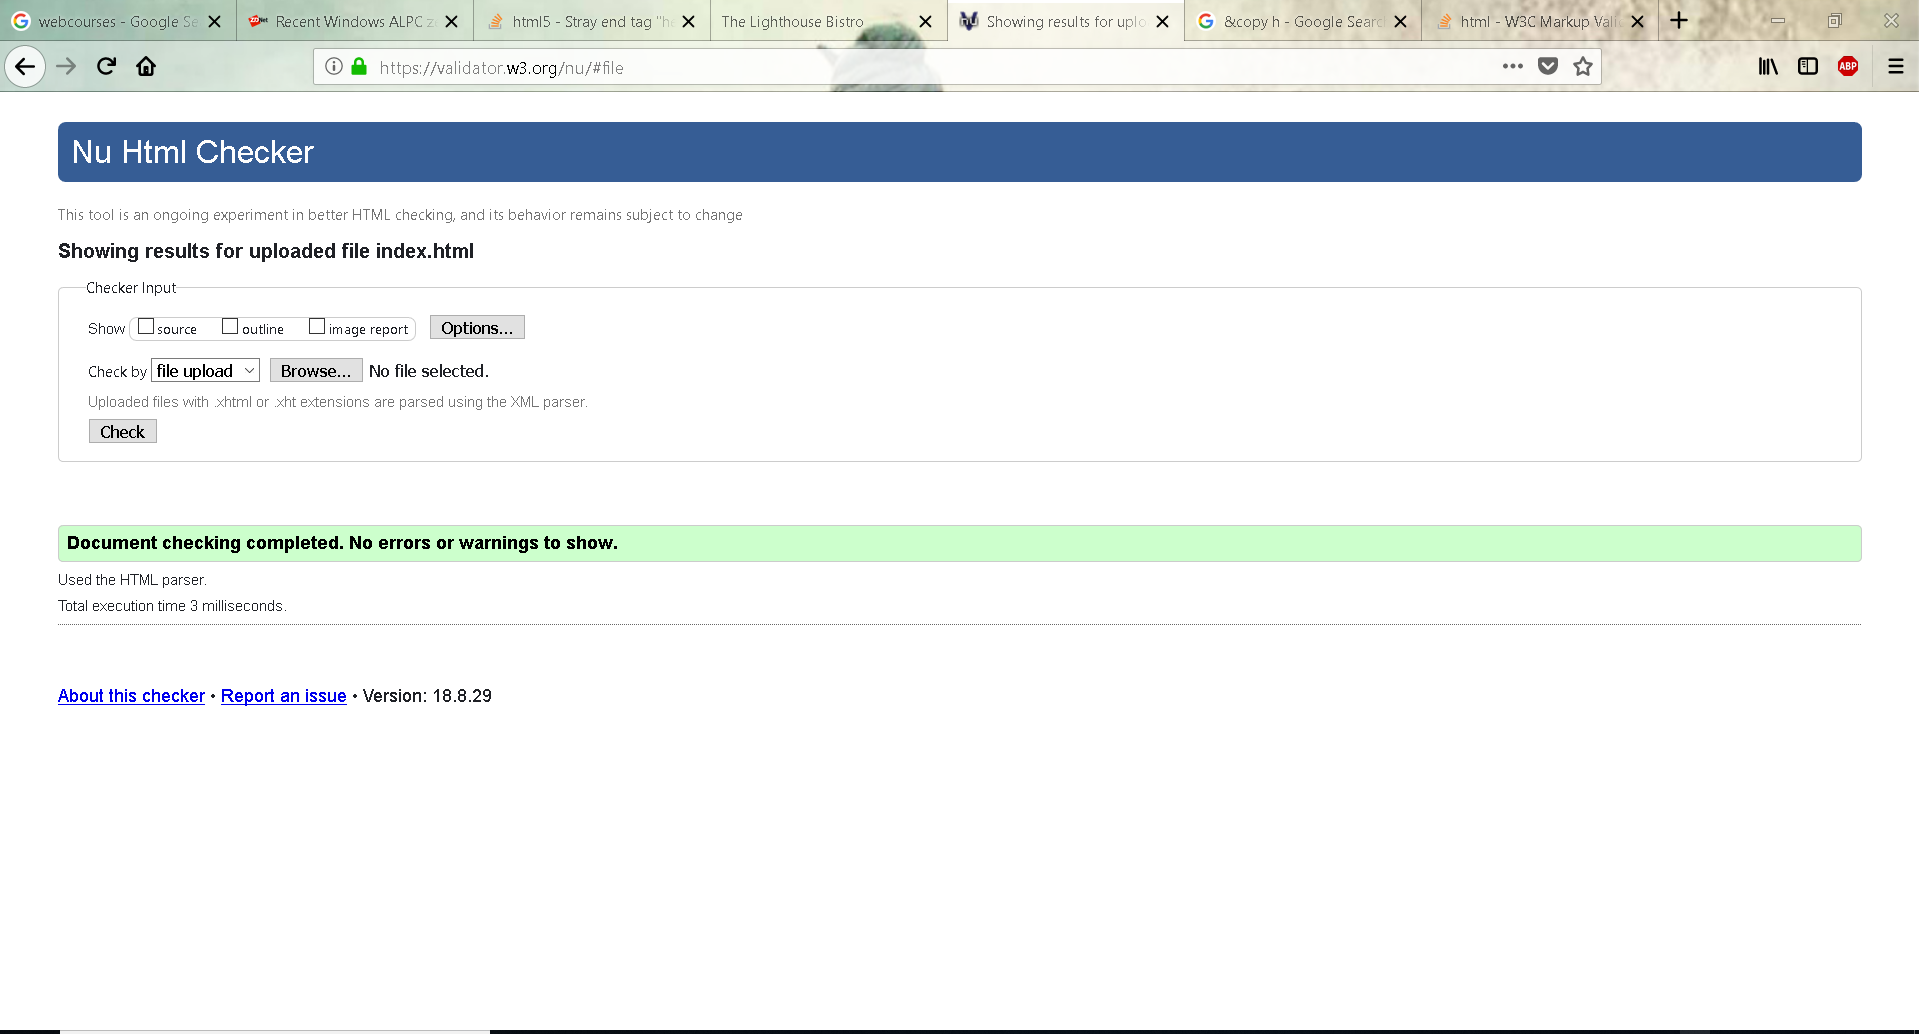 webcourses - Google Se
Recent Windows ALPC z
html5 - Stray end tag "he
The Lighthouse Bistro
Showing results for uplo
&copy h - Google Search
html - W3C Markup Vali
https://validator.w3.org/nu/#file
ABP
Nu Html Checker
This tool is an ongoing experiment in better HTML checking, and its behavior remains subject to change
Showing results for uploaded file index.html
Checker Input
Show source outline image report Options...
Check by file upload Browse... No file selected.
Uploaded files with .xhtml or .xht extensions are parsed using the XML parser.
Check
Document checking completed. No errors or warnings to show.
Used the HTML parser.
Total execution time 3 milliseconds.
About this checker • Report an issue • Version: 18.8.29